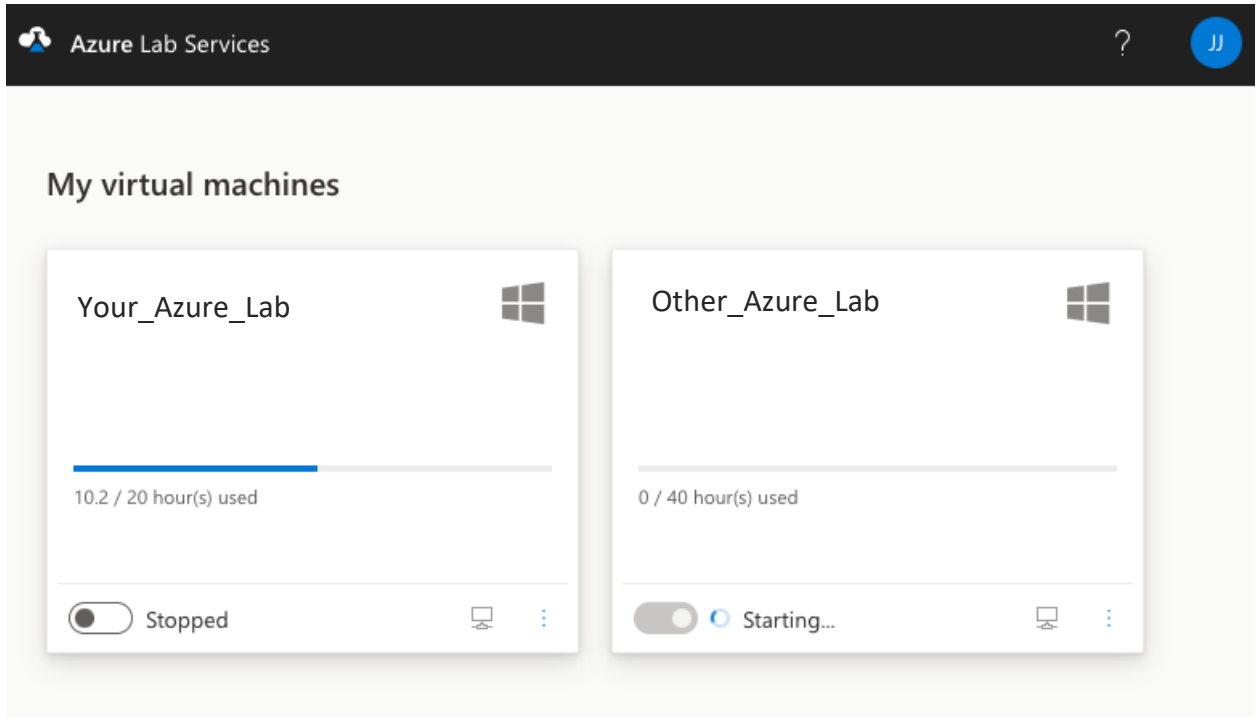 Azure Lab Services
?
JJ
My virtual machines
Your_Azure_Lab
10.2 / 20 hour(s) used
Stopped
Other_Azure_Lab
0 / 40 hour(s) used
Starting...